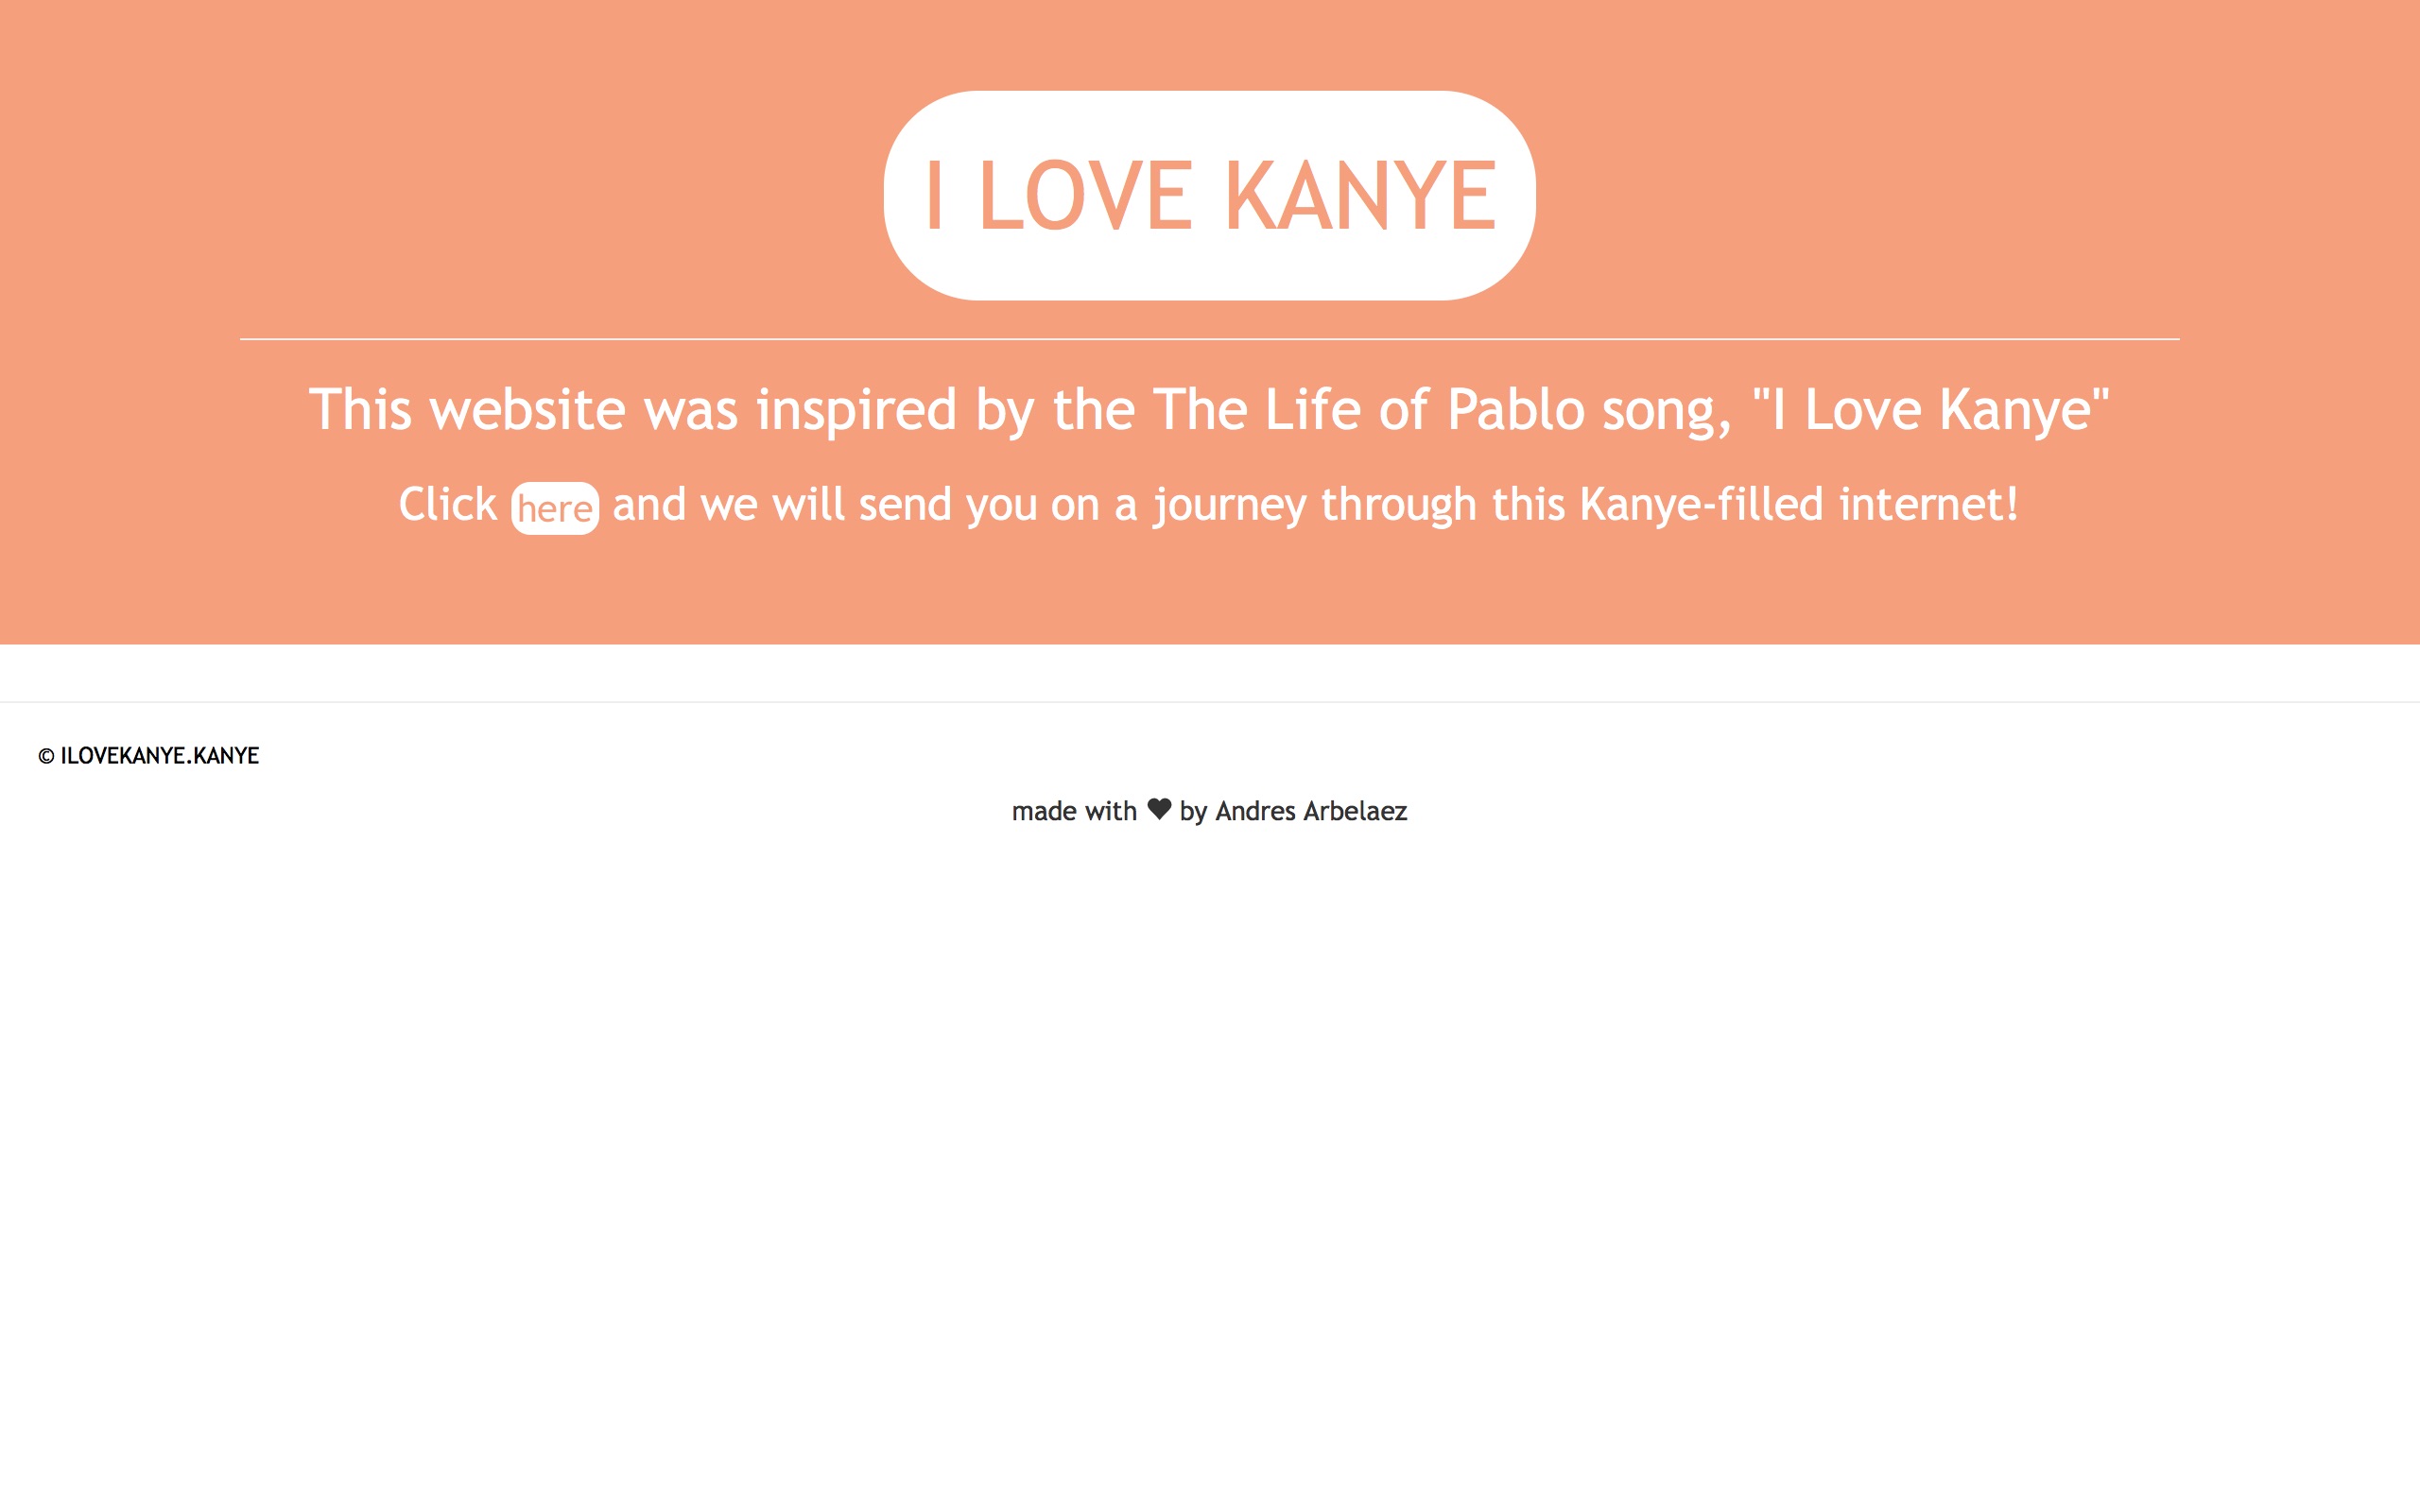 I LOVE KANYE
This website was inspired by the The Life of Pablo song, "I Love Kanye"
Click here and we will send you on a journey through this Kanye-filled internet!
© ILOVEKANYE.KANYE
made with ♥ by Andres Arbelaez